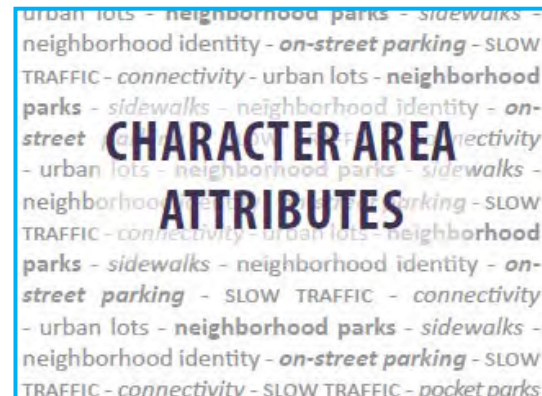 urban lots - neighborhood parks - sidewalks -
neighborhood identity - on-street parking - SLOW
TRAFFIC - connectivity - urban lots - neighborhood
parks - sidewalks - neighborhood identity - on-
street
CHARACTER AREA
connectivity
- urban lots - neighborhood parks - sidewalks -
neighborhood
ATTRIBUTES
parking - SLOW
TRAFFIC - connectivity - urban lots - neighborhood
parks - sidewalks - neighborhood identity - on-
street parking - SLOW TRAFFIC - connectivity
- urban lots - neighborhood parks - sidewalks -
neighborhood identity - on-street parking - SLOW
TRAFFIC - connectivity - SLOW TRAFFIC - pocket parks